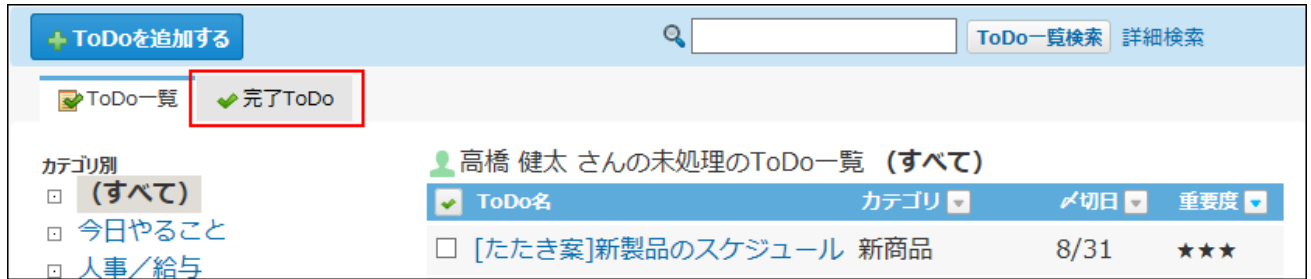 ToDoを追加する ToDo一覧検索 詳細検索
ToDo一覧 完了ToDo
カテゴリ別
(すべて)
今日やること
人事／給与
高橋 健太 さんの未処理のToDo一覧 (すべて)
ToDo名 カテゴリ 〆切日 重要度
[たたき案]新製品のスケジュール 新商品 8/31 ★★★